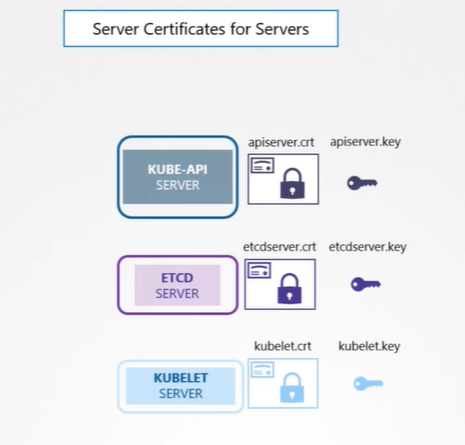 Server Certificates for Servers
apiserver.crt apiserver.key
KUBE-API
SERVER
etcdserver.crt etcdserver.key
ETCD
SERVER
kubelet.crt kubelet.key
KUBELET
SERVER